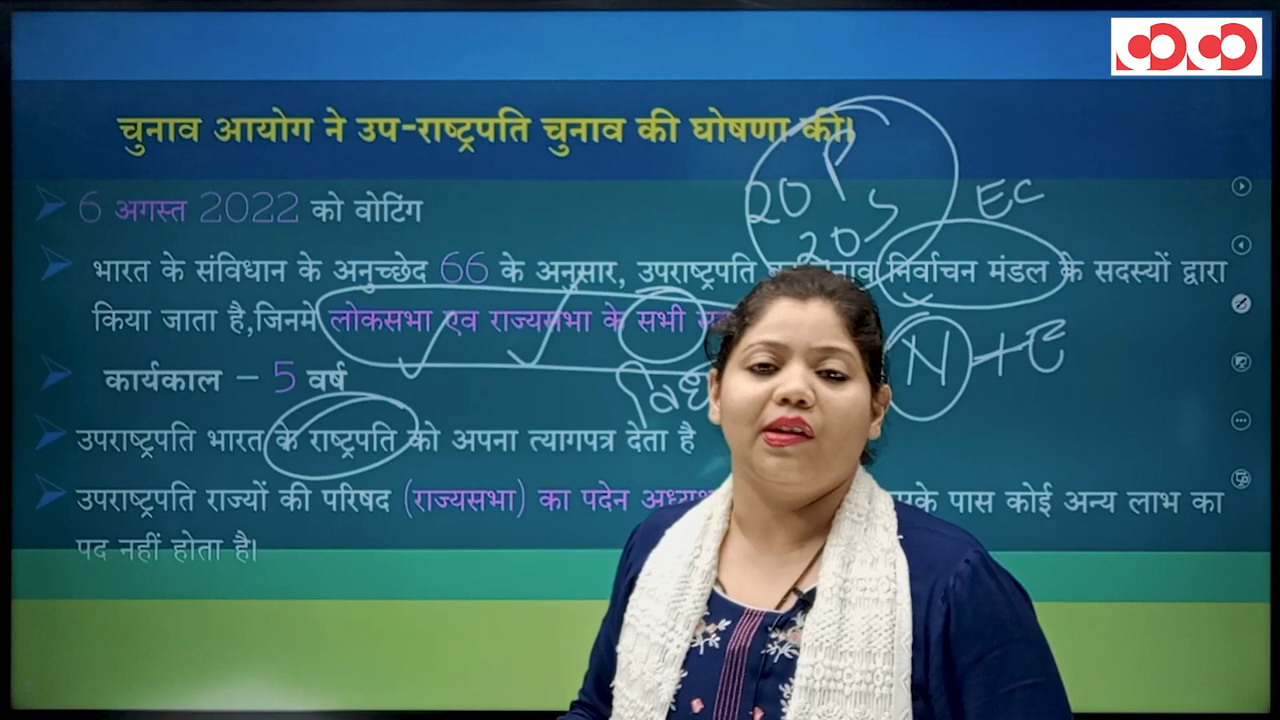 चुनाव आयोग ने उप-राष्ट्रपति चुनाव की घोषणा की।
6 अगस्त 2022 को वोटिंग
भारत के संविधान के अनुच्छेद 66 के अनुसार, उपराष्ट्रपति निर्वाचन मंडल के सदस्यों द्वारा
किया जाता है,जिनमे लोकसभा एव राज्यसभा के सभी
कार्यकाल – 5 वर्ष
उपराष्ट्रपति भारत के राष्ट्रपति को अपना त्यागपत्र देता है
उपराष्ट्रपति राज्यों की परिषद (राज्यसभा) का पदेन पास कोई अन्य लाभ का
पद नहीं होता है।
20
20
EC
N+E
विध